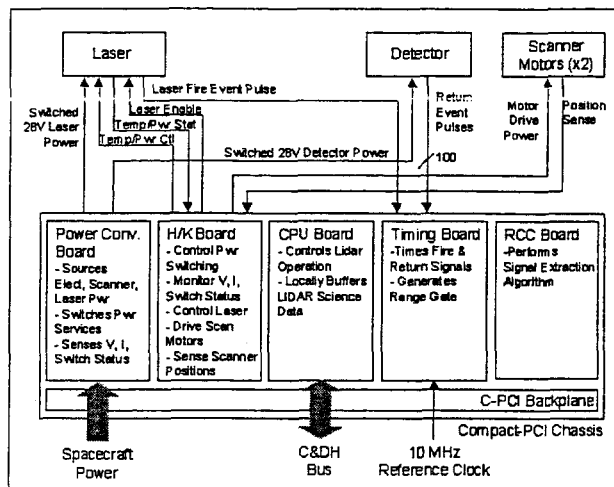 Laser
Detector
Scanner
Motors (x2)
Laser Fire Event Pulse
Laser Enable
Temp/Pwr Stat
Temp/Pwr Ctl
Switched
28V Laser
Power
Switched 28V Detector Power
Return
Event
Pulses
100
Motor
Drive
Power
Position
Sense
Power Conv.
Board
- Sources
Elect, Scanner,
Laser Pwr
- Switches Pwr
Services
- Senses V, I,
Switch Status
H/K Board
- Control Pwr
Switching
- Monitor V, I,
Switch Status
- Control Laser
- Drive Scan
Motors
- Sense Scanner
Positions
CPU Board
- Controls Lidar
Operation
- Locally Buffers
LIDAR Science
Data
Timing Board
-Times Fire &
Return Signals
- Generates
Range Gate
RCC Board
-Performs
Signal Extraction
Algorithm
C-PCI Backplane
Compact-PCI Chassis
Spacecraft
Power
C&DH
Bus
10 MHz
Reference Clock